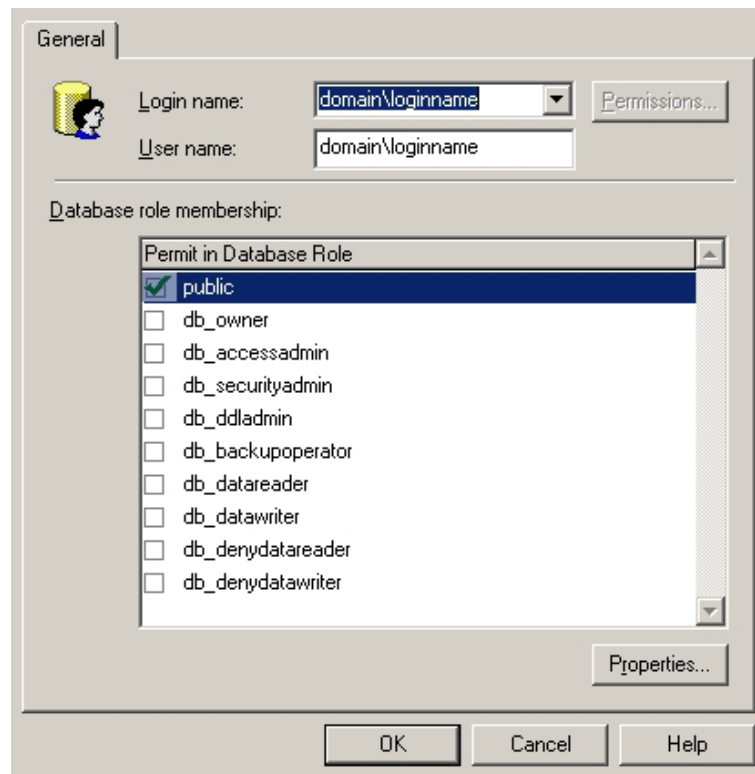 General
Login name: domain\loginname Permissions...
User name: domain\loginname
Database role membership:
Permit in Database Role
public
db_owner
db_accessadmin
db_securityadmin
db_ddladmin
db_backupoperator
db_datareader
db_datawriter
db_denydatareader
db_denydatawriter
Properties...
OK Cancel Help